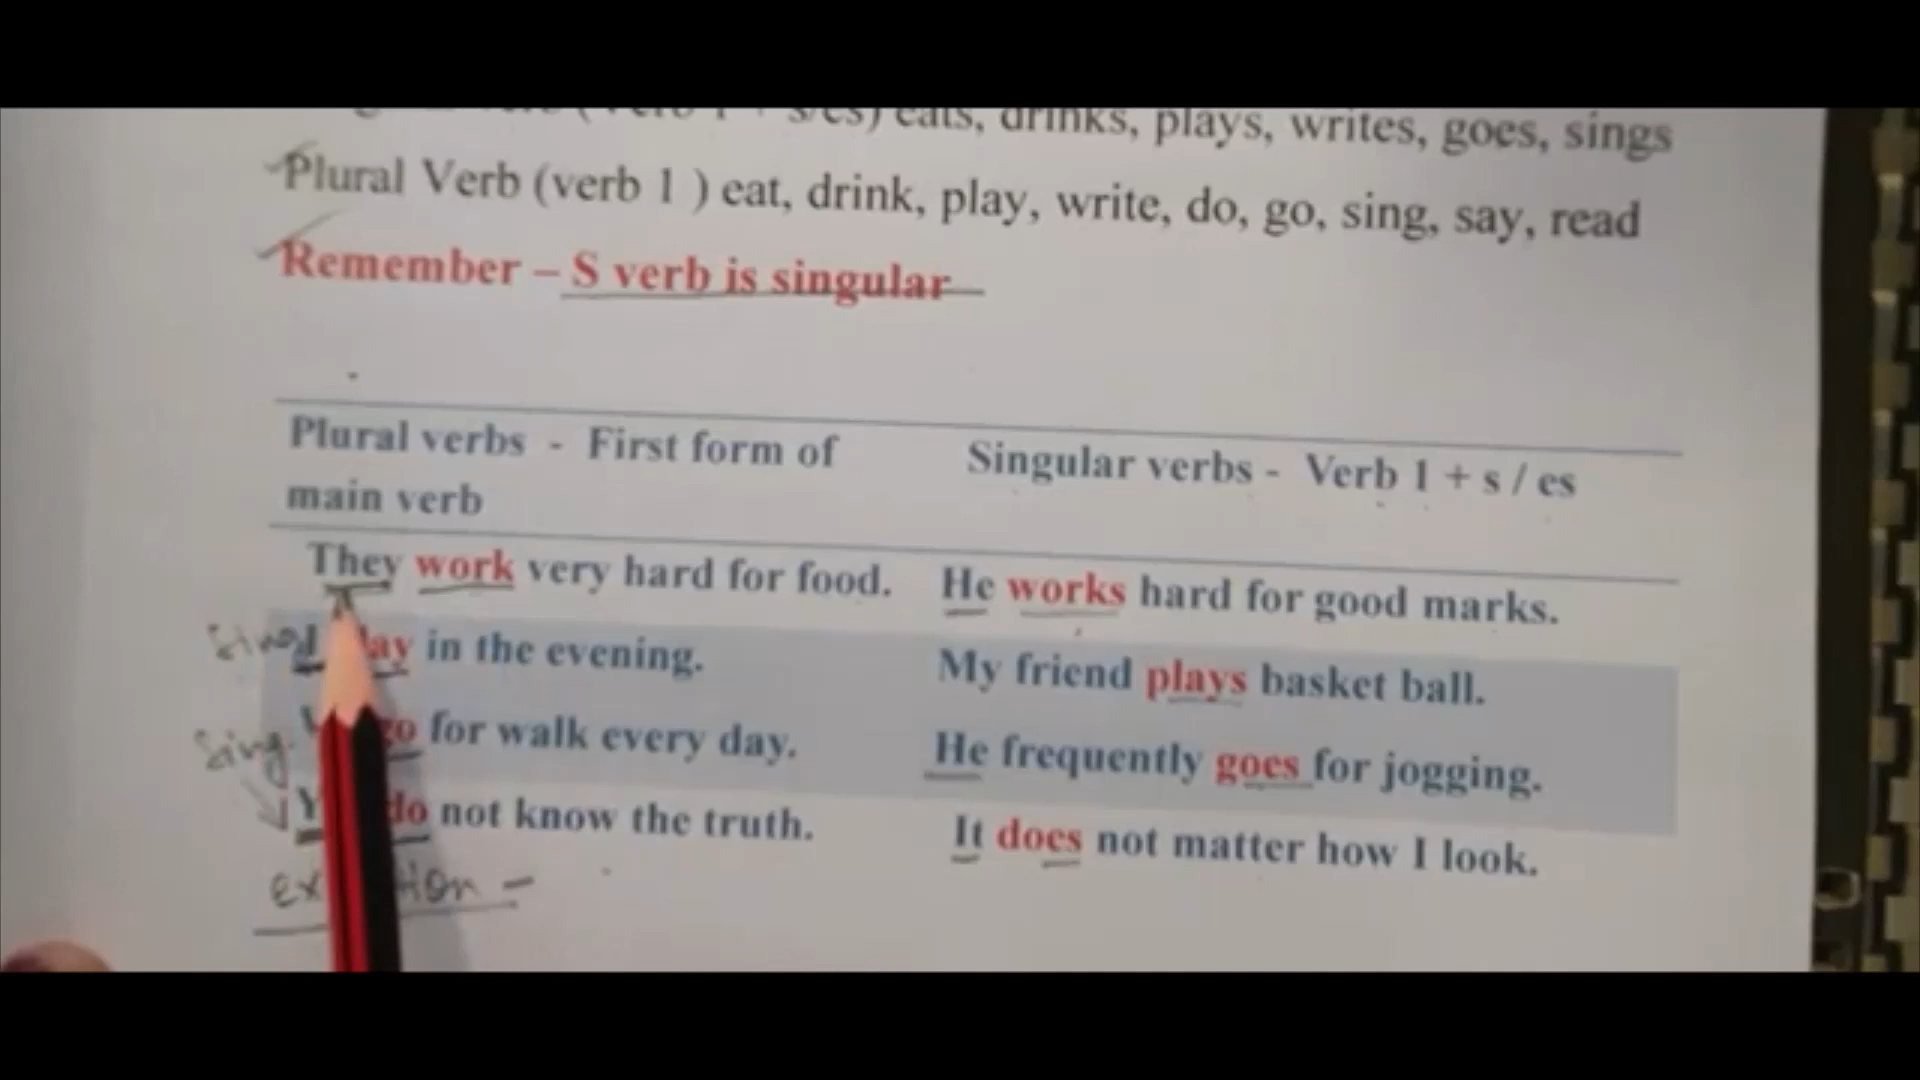 s/es) eats, drinks, plays, writes, goes, sings
Plural Verb (verb 1 ) eat, drink, play, write, do, go, sing, say, read
Remember – S verb is singular
Plural verbs - First form of main verb
Singular verbs - Verb 1 + s / es
They work very hard for food.
He works hard for good marks.
I in the evening.
My friend plays basket ball.
Sing. go for walk every day.
He frequently goes for jogging.
do not know the truth.
It does not matter how I look.